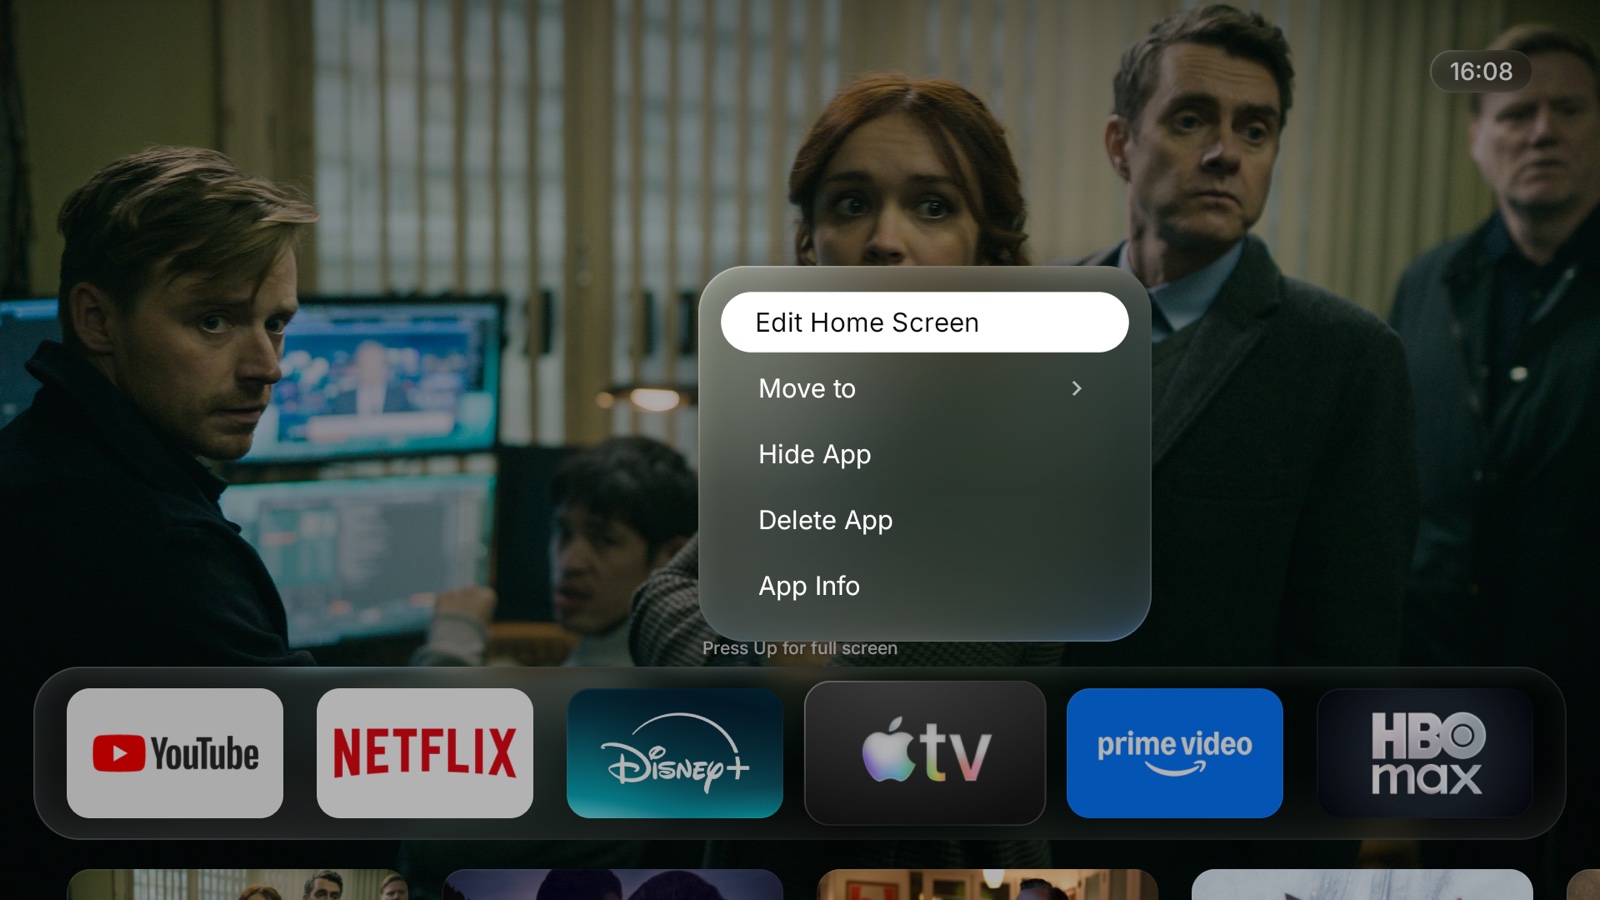 16:08
Edit Home Screen
Move to
Hide App
Delete App
App Info
Press Up for full screen
YouTube
NETFLIX
Disney+
tv
prime video
HBO
max